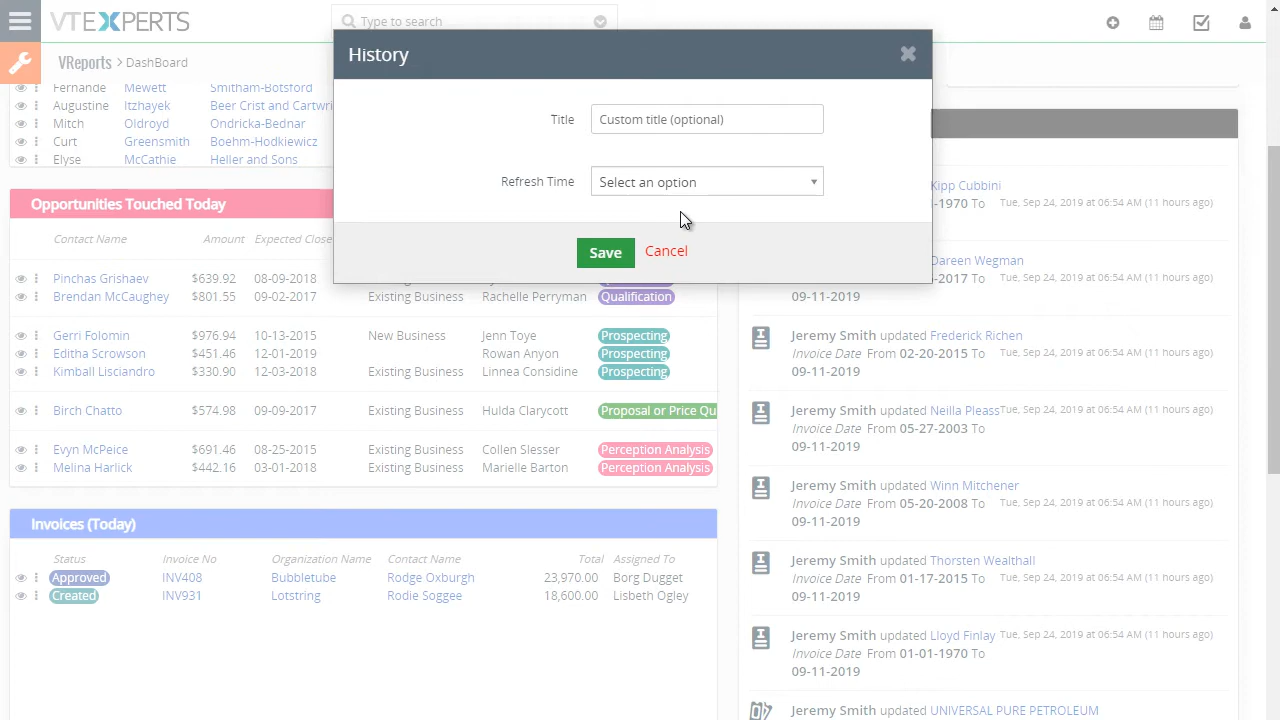 VTEXPERTS
Type to search
VReports > DashBoard
History
Title
Custom title (optional)
Refresh Time
Select an option
Save
Cancel
Fernande Mewett Smitham-Botsford
Augustine Itzhayek Beer Crist and Cartwri
Mitch Oldroyd Ondricka-Bednar
Curt Greensmith Boehm-Hodkiewicz
Elyse McCathie Heller and Sons
Opportunities Touched Today
Contact Name Amount Expected Close
Pinchas Grishaev $639.92 08-09-2018
Brendan McCaughey $801.55 09-02-2017 Existing Business Rachelle Perryman Qualification
Gerri Folomin $976.94 10-13-2015 New Business Jenn Toye Prospecting
Editha Scrowson $451.46 12-01-2019 Rowan Anyon Prospecting
Kimball Lisciandro $330.90 12-03-2018 Existing Business Linnea Considine Prospecting
Birch Chatto $574.98 09-09-2017 Existing Business Hulda Clarycott Proposal or Price Qu
Evyn McPeice $691.46 08-25-2015 Existing Business Collen Slesser Perception Analysis
Melina Harlick $442.16 03-01-2018 Existing Business Marielle Barton Perception Analysis
Invoices (Today)
Status Invoice No Organization Name Contact Name Total Assigned To
Approved INV408 Bubbletube Rodge Oxburgh 23,970.00 Borg Dugget
Created INV931 Lotstring Rodie Soggee 18,600.00 Lisbeth Ogley
Kipp Cubbini
-1970 To Tue, Sep 24, 2019 at 06:54 AM (11 hours ago)
Dareen Wegman
-2017 To Tue, Sep 24, 2019 at 06:54 AM (11 hours ago)
09-11-2019
Jeremy Smith updated Frederick Richen
Invoice Date From 02-20-2015 To Tue, Sep 24, 2019 at 06:54 AM (11 hours ago)
09-11-2019
Jeremy Smith updated Neilla Pleass Tue, Sep 24, 2019 at 06:54 AM (11 hours ago)
Invoice Date From 05-27-2003 To
09-11-2019
Jeremy Smith updated Winn Mitchener
Invoice Date From 05-20-2008 To Tue, Sep 24, 2019 at 06:54 AM (11 hours ago)
09-11-2019
Jeremy Smith updated Thorsten Wealthall
Invoice Date From 01-17-2015 To Tue, Sep 24, 2019 at 06:54 AM (11 hours ago)
09-11-2019
Jeremy Smith updated Lloyd Finlay Tue, Sep 24, 2019 at 06:54 AM (11 hours ago)
Invoice Date From 01-01-1970 To
09-11-2019
Jeremy Smith updated UNIVERSAL PURE PETROLEUM